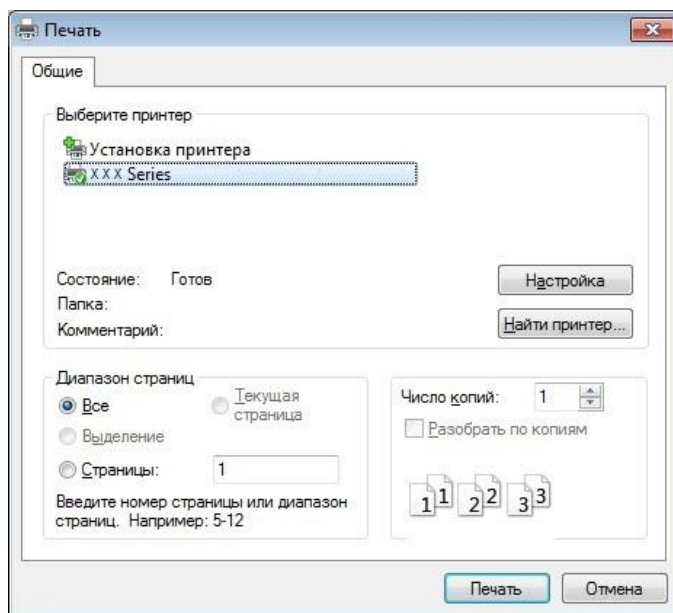 Печать
Общие
Выберите принтер
Установка принтера
XXX Series
Состояние: Готов
Папка:
Комментарий:
Настройка
Найти принтер...
Диапазон страниц
Все
Текущая
страница
Выделение
Страницы: 1
Введите номер страницы или диапазон
страниц. Например: 5-12
Число копий: 1
Разобрать по копиям
1 1 2 2 3 3
Печать
Отмена